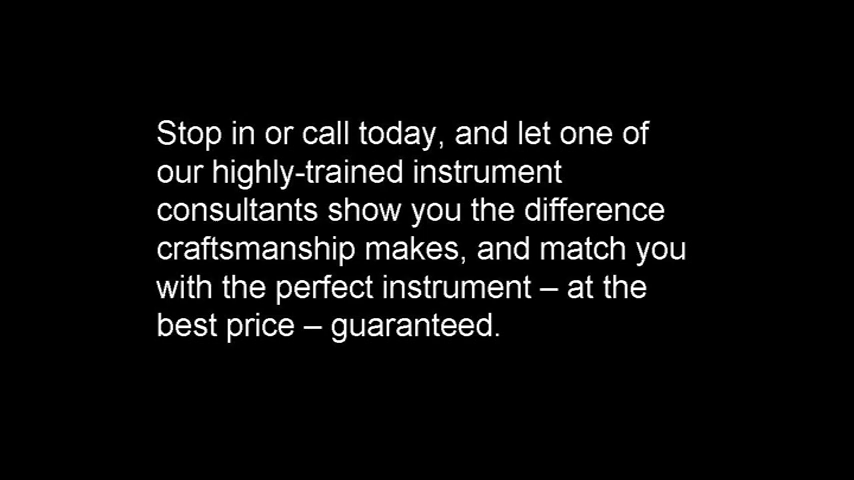 Stop in or call today, and let one of
our highly-trained instrument
consultants show you the difference
craftsmanship makes, and match you
with the perfect instrument – at the
best price – guaranteed.